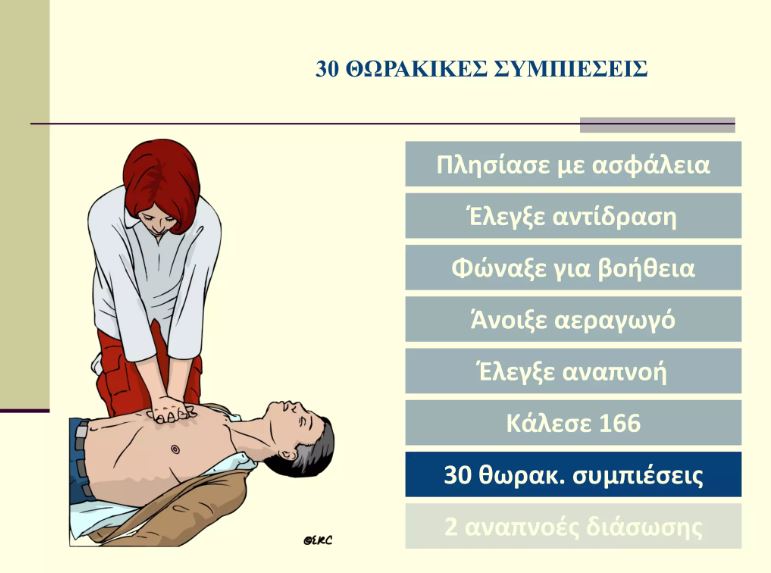 30 ΘΩΡΑΚΙΚΕΣ ΣΥΜΠΙΕΣΕΙΣ
Πλησίασε με ασφάλεια
Έλεγξε αντίδραση
Φώναξε για βοήθεια
Άνοιξε αεραγωγό
Έλεγξε αναπνοή
Κάλεσε 166
30 θωρακ. συμπιέσεις
2 αναπνοές διάσωσης
@ERC